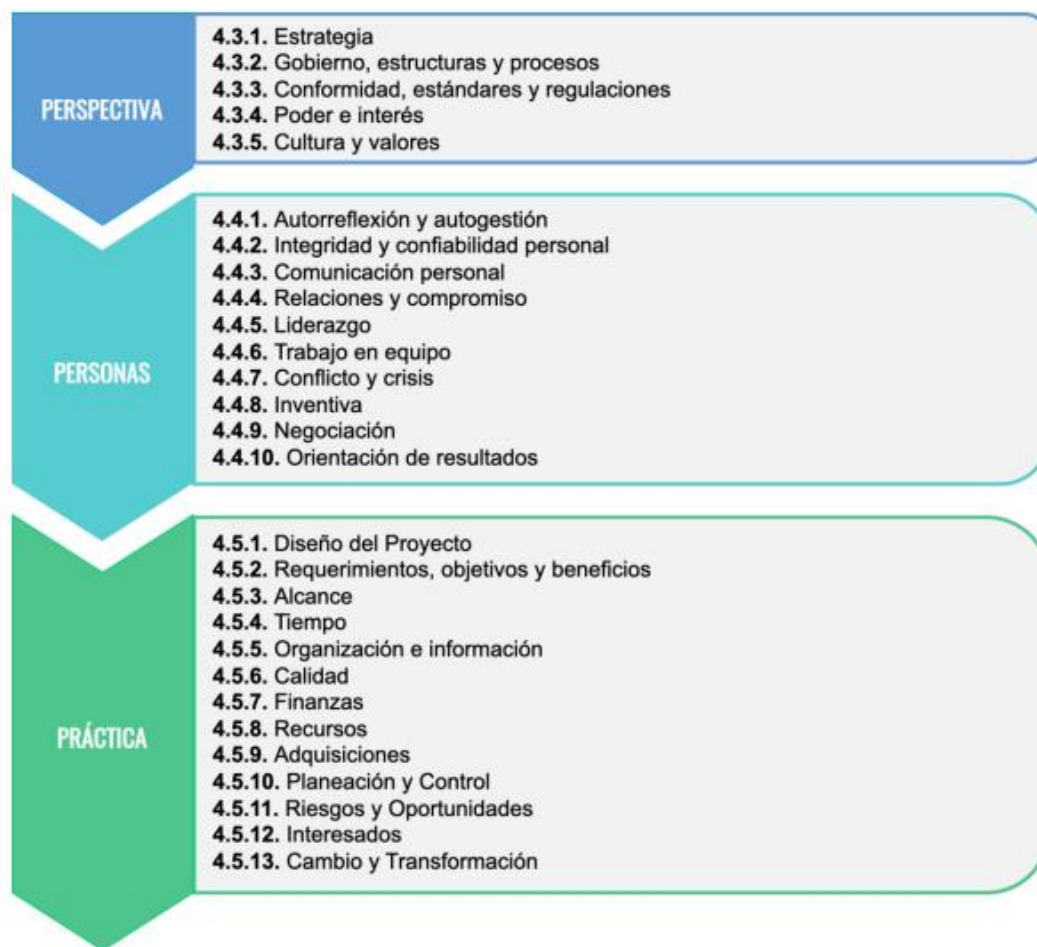 PERSPECTIVA
4.3.1. Estrategia
4.3.2. Gobierno, estructuras y procesos
4.3.3. Conformidad, estándares y regulaciones
4.3.4. Poder e interés
4.3.5. Cultura y valores
PERSONAS
4.4.1. Autorreflexión y autogestión
4.4.2. Integridad y confiabilidad personal
4.4.3. Comunicación personal
4.4.4. Relaciones y compromiso
4.4.5. Liderazgo
4.4.6. Trabajo en equipo
4.4.7. Conflicto y crisis
4.4.8. Inventiva
4.4.9. Negociación
4.4.10. Orientación de resultados
PRÁCTICA
4.5.1. Diseño del Proyecto
4.5.2. Requerimientos, objetivos y beneficios
4.5.3. Alcance
4.5.4. Tiempo
4.5.5. Organización e información
4.5.6. Calidad
4.5.7. Finanzas
4.5.8. Recursos
4.5.9. Adquisiciones
4.5.10. Planeación y Control
4.5.11. Riesgos y Oportunidades
4.5.12. Interesados
4.5.13. Cambio y Transformación